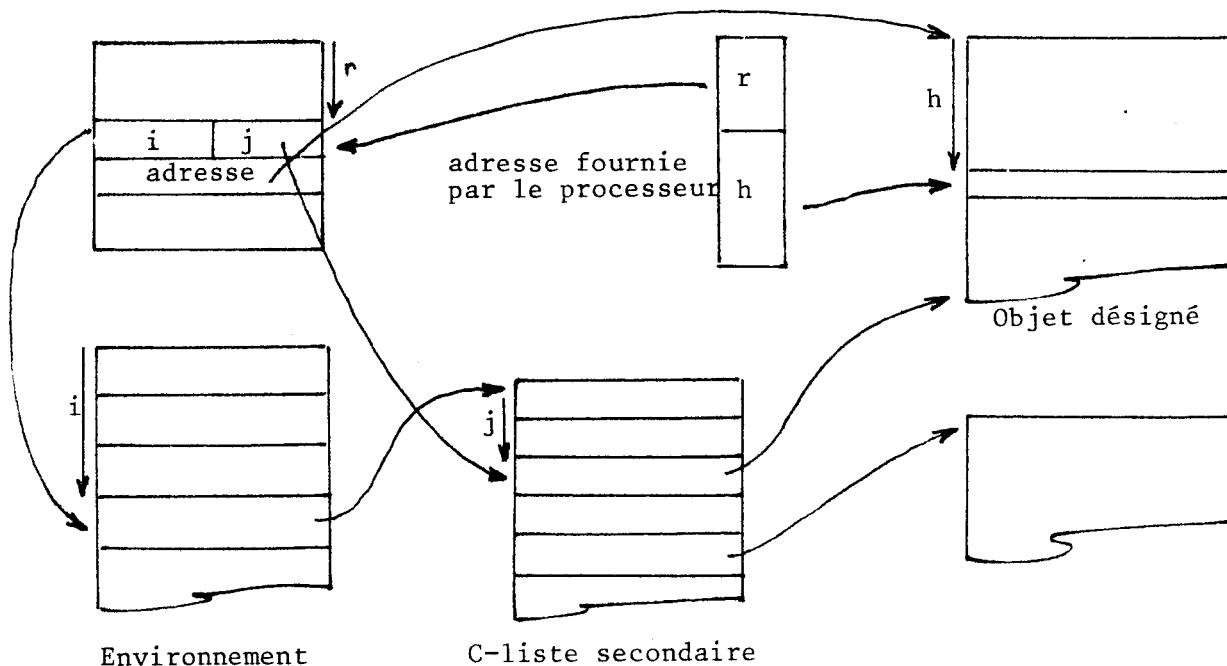 r
r
h
i j
adresse
adresse fournie
par le processeur
h
Objet désigné
i
j
Environnement
C-liste secondaire